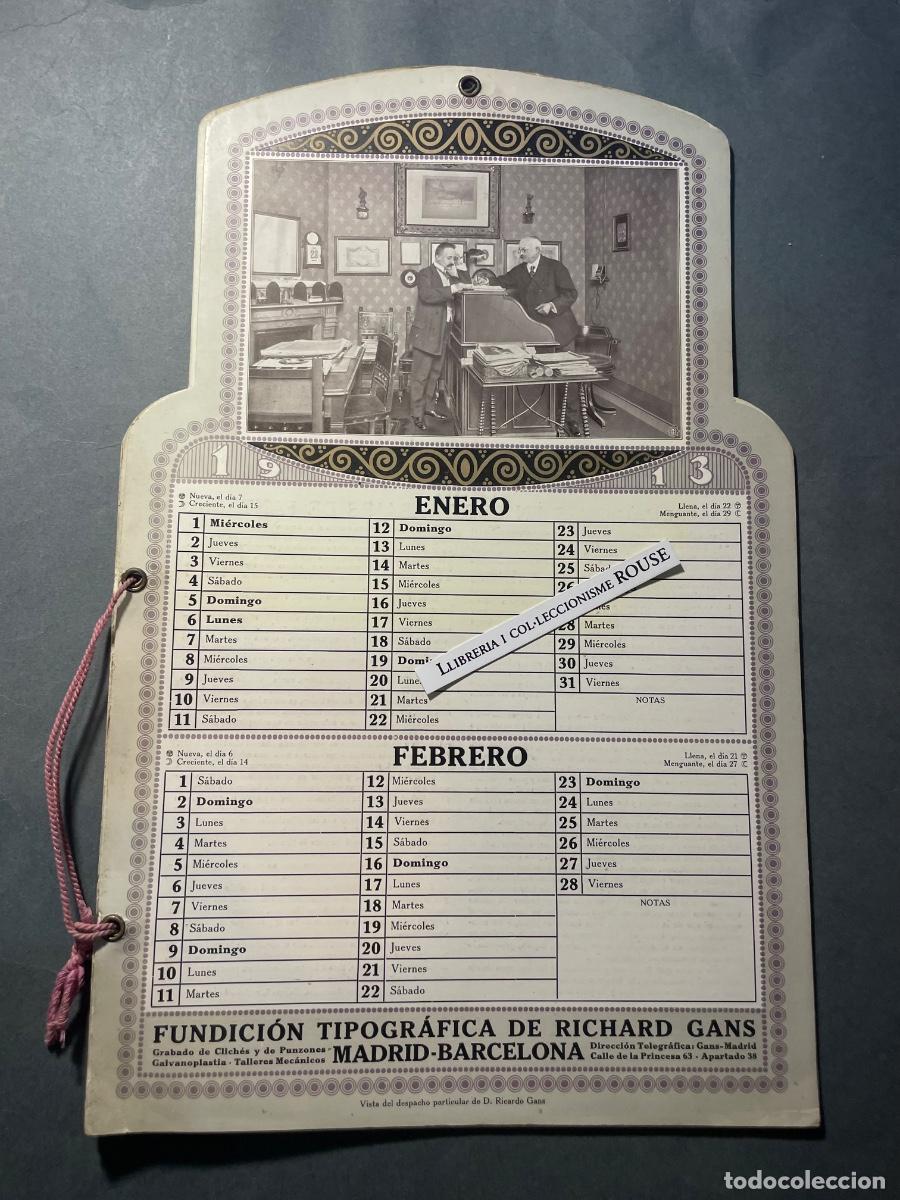 28
1913
Nueva, el día 7
Creciente, el día 15
ENERO
Llena, el día 22
Menguante, el día 29
1 Miércoles
2 Jueves
3 Viernes
4 Sábado
5 Domingo
6 Lunes
7 Martes
8 Miércoles
9 Jueves
10 Viernes
11 Sábado
12 Domingo
13 Lunes
14 Martes
15 Miércoles
16 Jueves
17 Viernes
18 Sábado
19 Domin
20 Lune
21 Martes
22 Miércoles
23 Jueves
24 Viernes
25 Sábad
26
nes
28 Martes
29 Miércoles
30 Jueves
31 Viernes
NOTAS
LLIBRERIA I COL·LECCIONISME ROUSE
Nueva, el día 6
Creciente, el día 14
FEBRERO
Llena, el día 21
Menguante, el día 27
1 Sábado
2 Domingo
3 Lunes
4 Martes
5 Miércoles
6 Jueves
7 Viernes
8 Sábado
9 Domingo
10 Lunes
11 Martes
12 Miércoles
13 Jueves
14 Viernes
15 Sábado
16 Domingo
17 Lunes
18 Martes
19 Miércoles
20 Jueves
21 Viernes
22 Sábado
23 Domingo
24 Lunes
25 Martes
26 Miércoles
27 Jueves
28 Viernes
NOTAS
FUNDICIÓN TIPOGRÁFICA DE RICHARD GANS
Grabado de Clichés y de Punzones
Galvanoplastia - Talleres Mecánicos
MADRID-BARCELONA
Dirección Telegráfica: Gans-Madrid
Calle de la Princesa 63 - Apartado 38
Vista del despacho particular de D. Ricardo Gans
todocoleccion